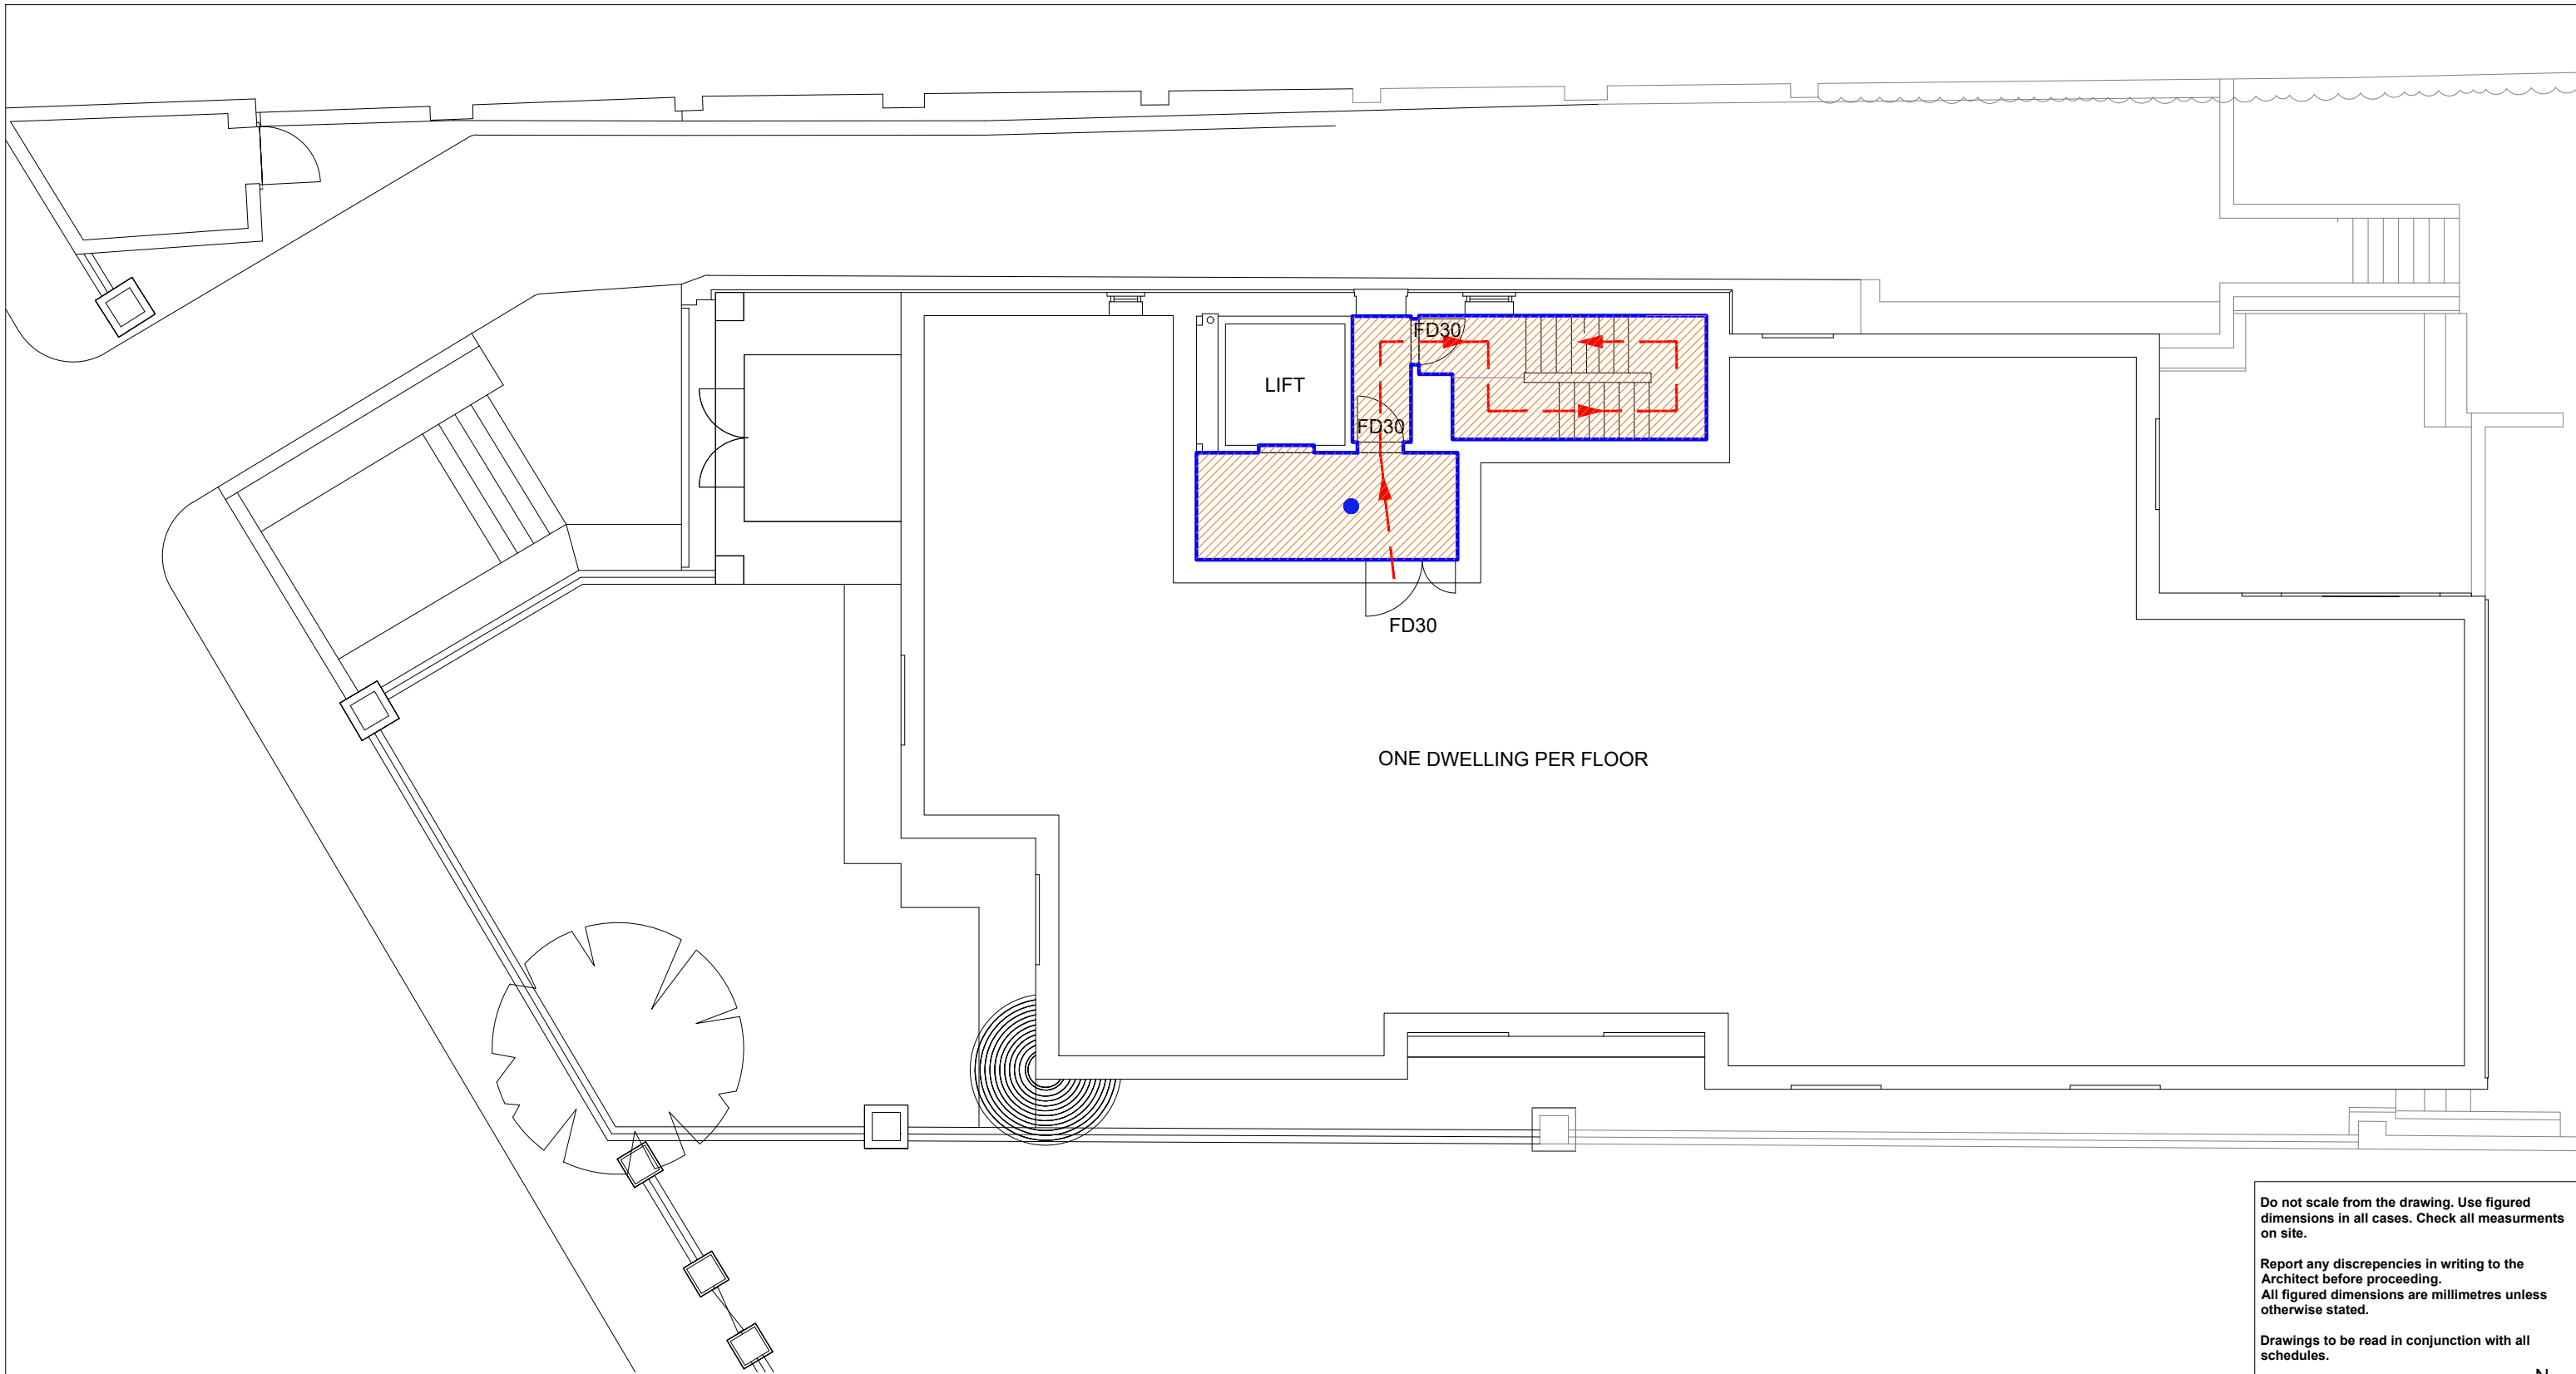 FD30
LIFT
FD30
FD30
ONE DWELLING PER FLOOR
Do not scale from the drawing. Use figured
dimensions in all cases. Check all measurments
on site.
Report any discrepencies in writing to the
Architect before proceeding.
All figured dimensions are millimetres unless
otherwise stated.
Drawings to be read in conjunction with all
schedules.
N